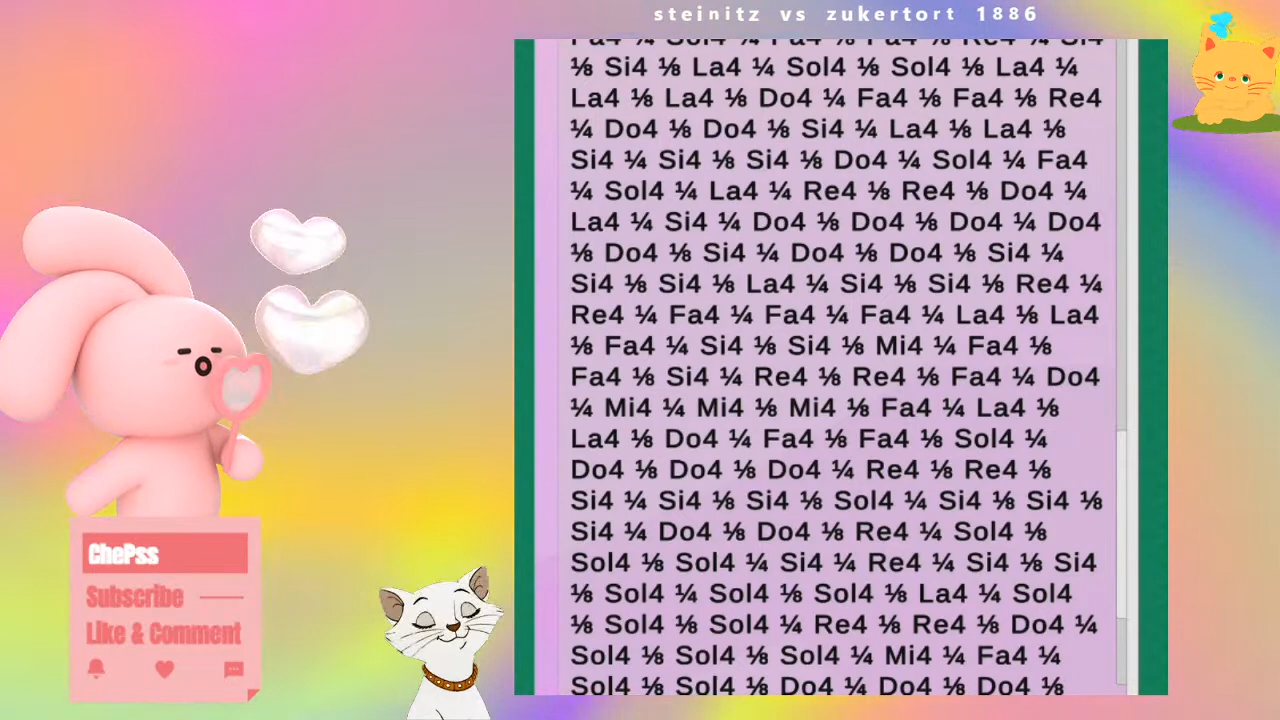 steinitz vs zukertort 1886
Fa4 ¼ Sol4 ¼ Fa4 ⅛ Fa4 ⅛ Re4 ¼ Si4
⅛ Si4 ⅛ La4 ¼ Sol4 ⅛ Sol4 ⅛ La4 ¼
La4 ⅛ La4 ⅛ Do4 ¼ Fa4 ⅛ Fa4 ⅛ Re4
¼ Do4 ⅛ Do4 ⅛ Si4 ¼ La4 ⅛ La4 ⅛
Si4 ¼ Si4 ⅛ Si4 ⅛ Do4 ¼ Sol4 ¼ Fa4
¼ Sol4 ¼ La4 ¼ Re4 ⅛ Re4 ⅛ Do4 ¼
La4 ¼ Si4 ¼ Do4 ⅛ Do4 ⅛ Do4 ¼ Do4
⅛ Do4 ⅛ Si4 ¼ Do4 ⅛ Do4 ⅛ Si4 ¼
Si4 ⅛ Si4 ⅛ La4 ¼ Si4 ⅛ Si4 ⅛ Re4 ¼
Re4 ¼ Fa4 ¼ Fa4 ¼ Fa4 ¼ La4 ⅛ La4
⅛ Fa4 ¼ Si4 ⅛ Si4 ⅛ Mi4 ¼ Fa4 ⅛
Fa4 ⅛ Si4 ¼ Re4 ⅛ Re4 ⅛ Fa4 ¼ Do4
¼ Mi4 ¼ Mi4 ⅛ Mi4 ⅛ Fa4 ¼ La4 ⅛
La4 ⅛ Do4 ¼ Fa4 ⅛ Fa4 ⅛ Sol4 ¼
Do4 ⅛ Do4 ⅛ Do4 ¼ Re4 ⅛ Re4 ⅛
Si4 ¼ Si4 ⅛ Si4 ⅛ Sol4 ¼ Si4 ⅛ Si4 ⅛
Si4 ¼ Do4 ⅛ Do4 ⅛ Re4 ¼ Sol4 ⅛
Sol4 ⅛ Sol4 ¼ Si4 ¼ Re4 ¼ Si4 ⅛ Si4
⅛ Sol4 ¼ Sol4 ⅛ Sol4 ⅛ La4 ¼ Sol4
⅛ Sol4 ⅛ Sol4 ¼ Re4 ⅛ Re4 ⅛ Do4 ¼
Sol4 ⅛ Sol4 ⅛ Sol4 ¼ Mi4 ¼ Fa4 ¼
Sol4 ⅛ Sol4 ⅛ Do4 ¼ Do4 ⅛ Do4 ⅛
ChePss
Subscribe
Like & Comment